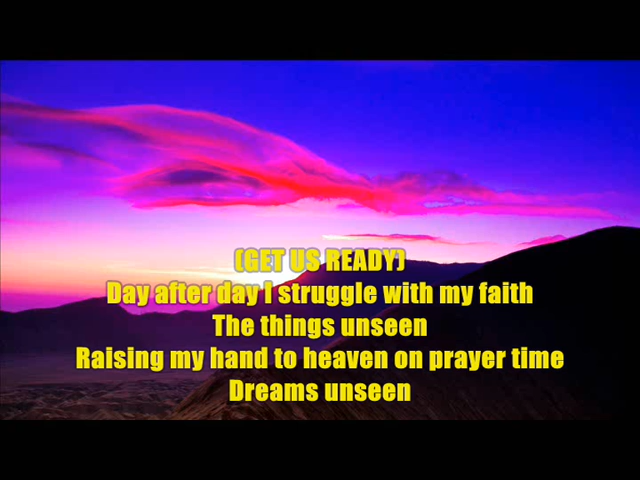 (GET US READY)
Day after day I struggle with my faith
The things unseen
Raising my hand to heaven on prayer time
Dreams unseen